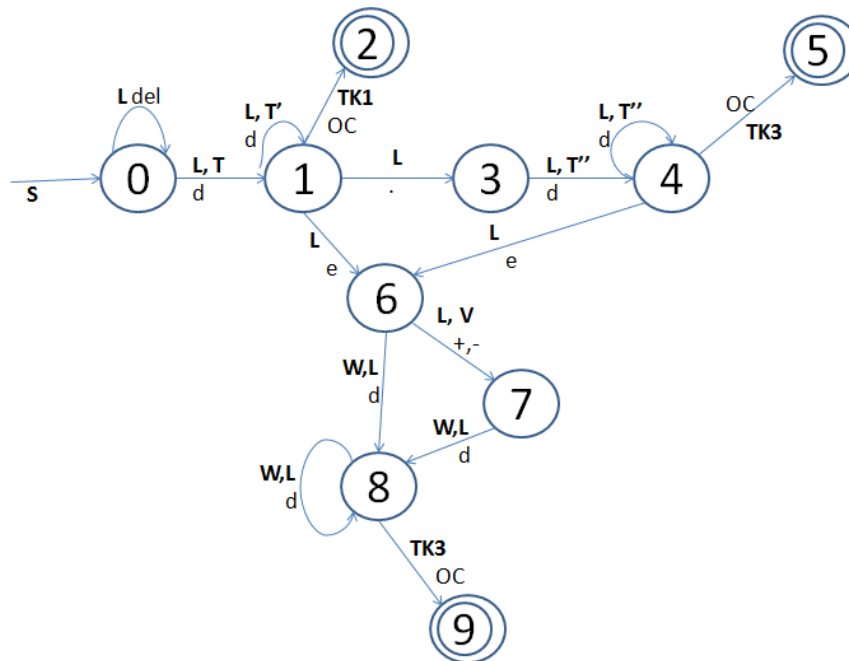 2
5
L del
L, T'
d
TK1
OC
L, T''
d
OC
TK3
S
0
L, T
d
1
L
.
3
L, T''
d
4
L
e
L
e
6
L, V
+,-
W,L
d
7
W,L
d
W,L
d
8
TK3
OC
9